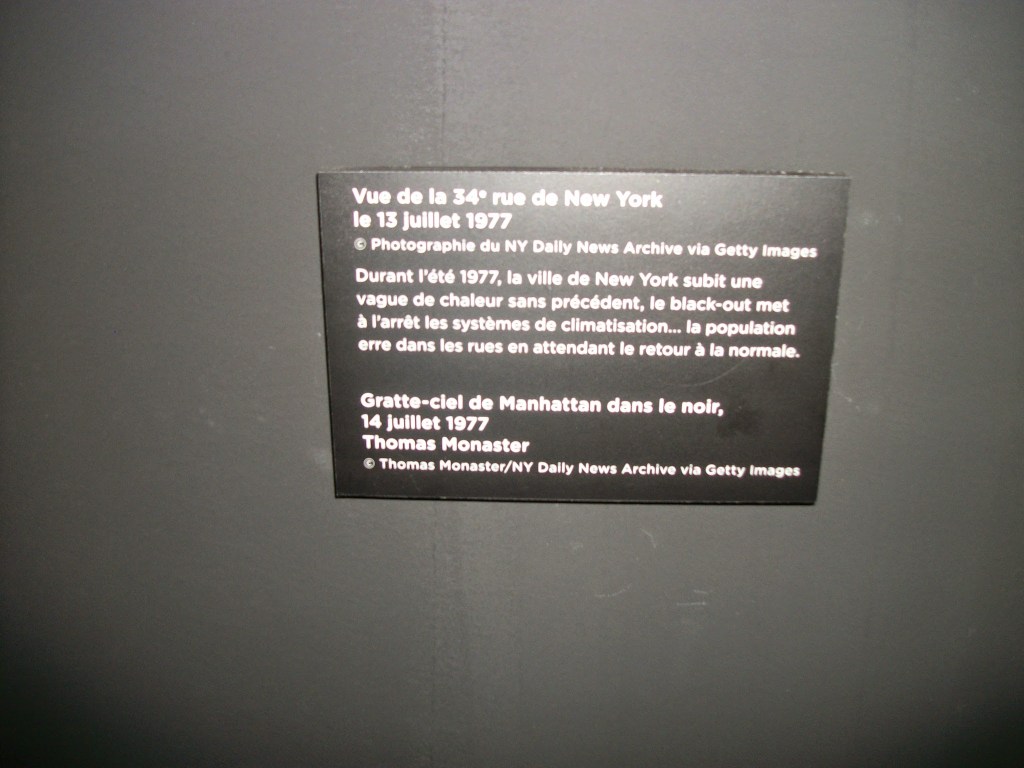 Vue de la 34e rue de New York
le 13 juillet 1977
© Photographie du NY Daily News Archive via Getty Images
Durant l'été 1977, la ville de New York subit une
vague de chaleur sans précédent, le black-out met
à l'arrêt les systèmes de climatisation... la population
erre dans les rues en attendant le retour à la normale.
Gratte-ciel de Manhattan dans le noir,
14 juillet 1977
Thomas Monaster
© Thomas Monaster/NY Daily News Archive via Getty Images